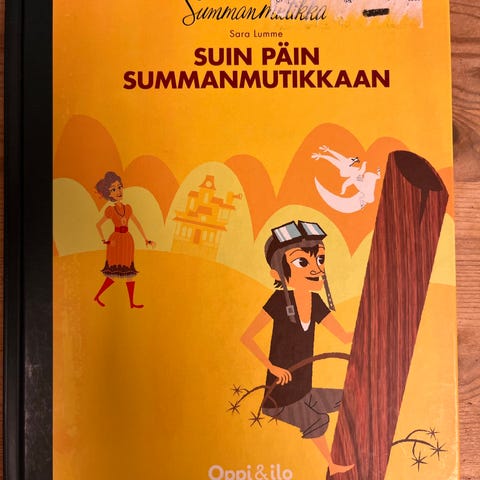 Summanmutikka
Sara Lumme
SUIN PÄIN
SUMMANMUTIKKAAN
Oppi&ilo